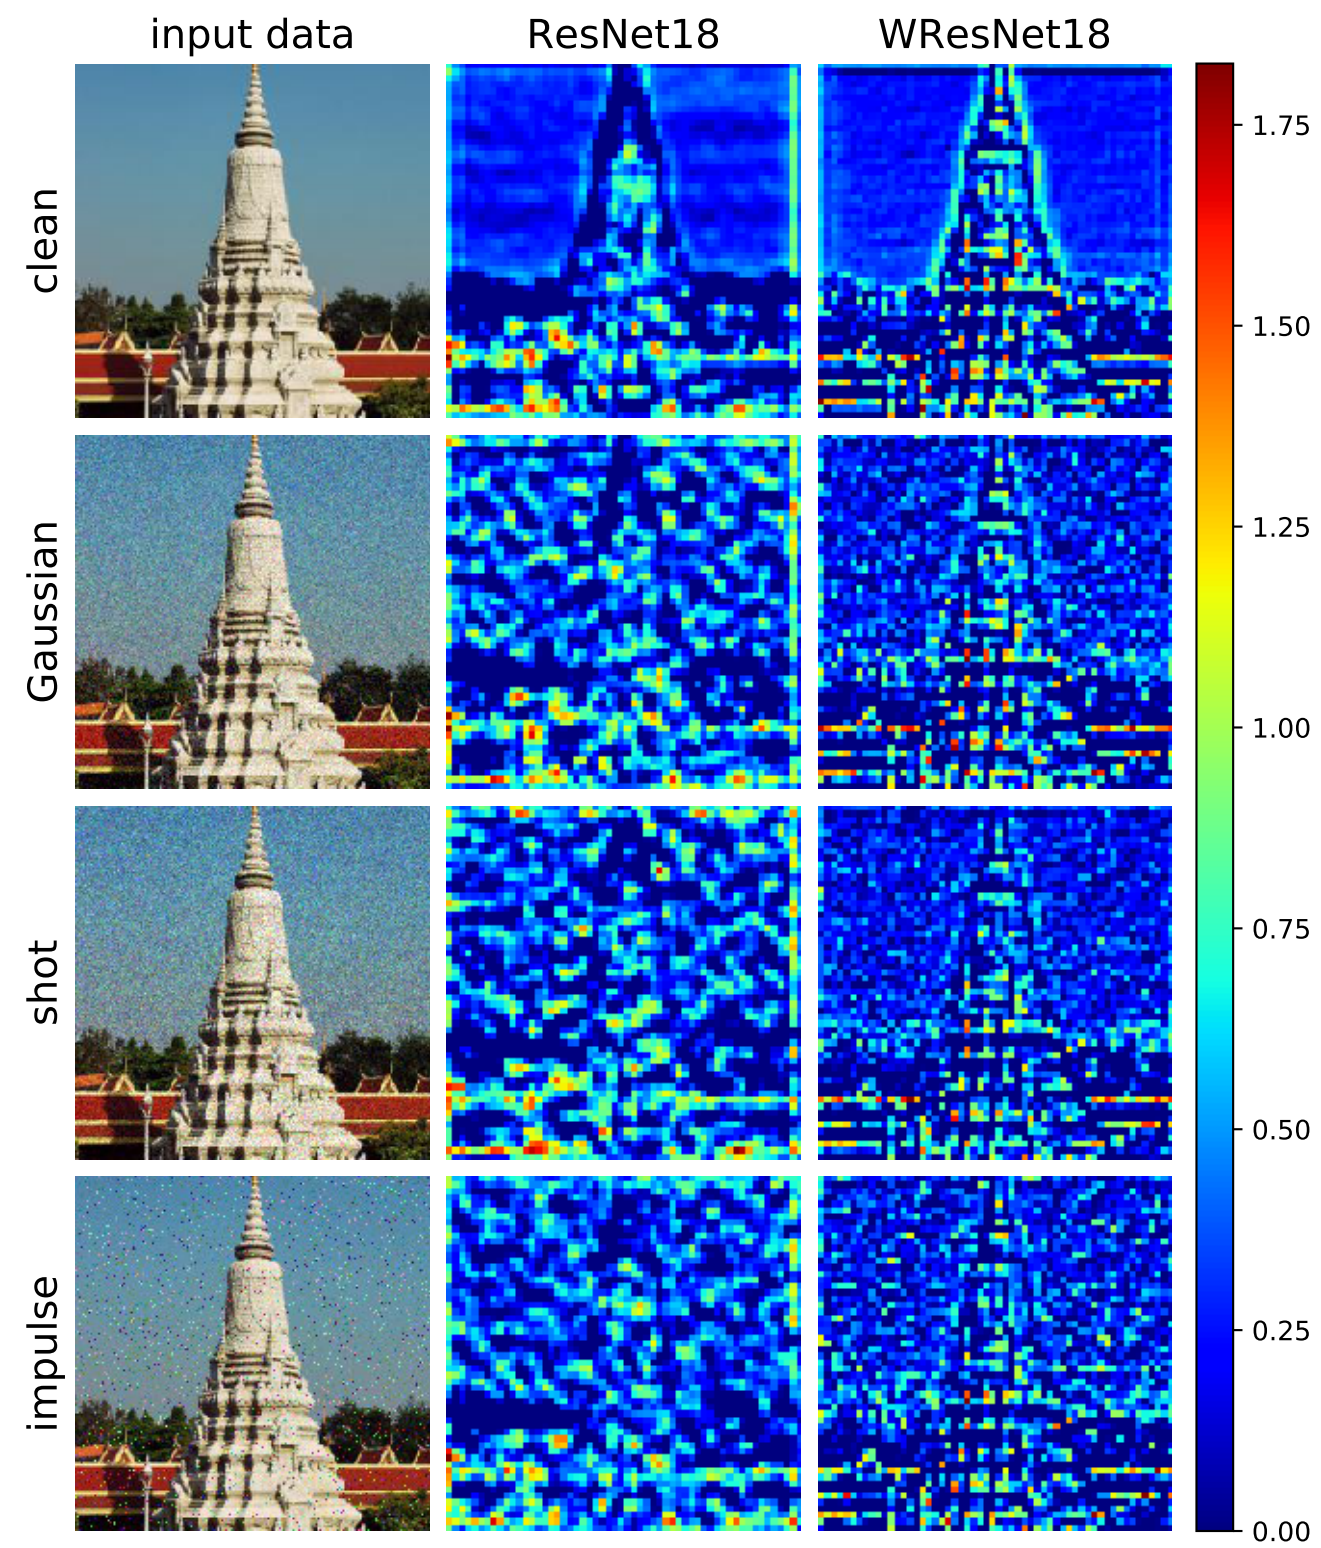 input data
ResNet18
WResNet18
clean
Gaussian
shot
impulse
1.75
1.50
1.25
1.00
0.75
0.50
0.25
0.00